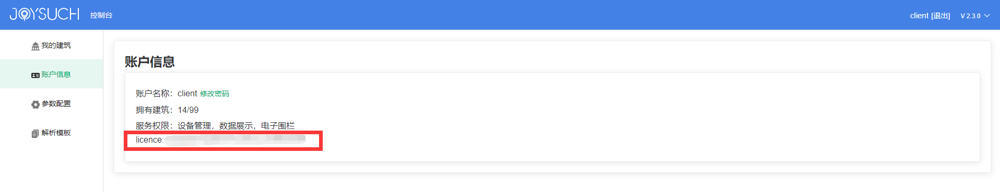 JOYSUCH 控制台 client [退出] V 2.3.0
我的建筑
账户信息
参数配置
解析模板
账户信息
账户名称：client 修改密码
拥有建筑：14/99
服务权限：设备管理，数据展示，电子围栏
licence: